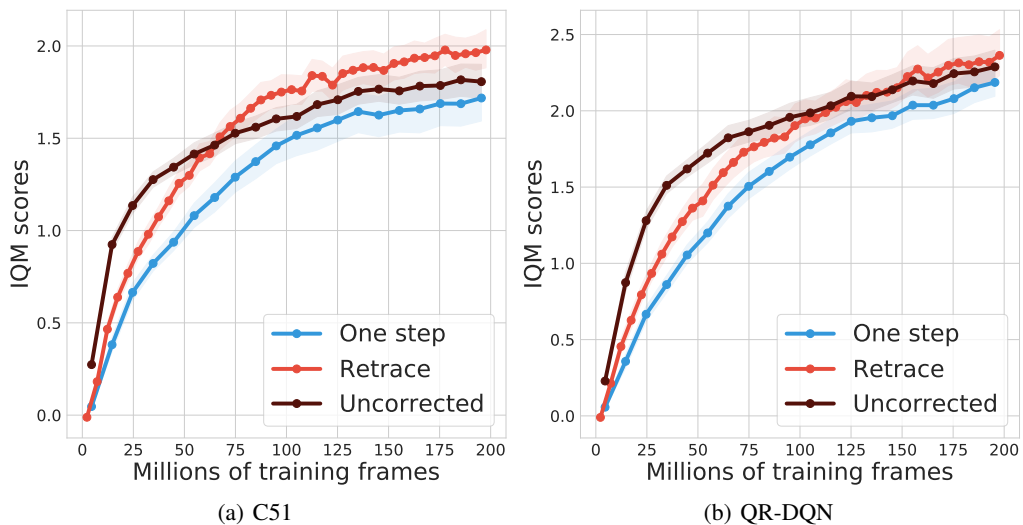 2.0
1.5
1.0
0.5
0.0
IQM scores
One step
Retrace
Uncorrected
0 25 50 75 100 125 150 175 200
Millions of training frames
(a) C51
2.5
2.0
1.5
1.0
0.5
0.0
IQM scores
One step
Retrace
Uncorrected
0 25 50 75 100 125 150 175 200
Millions of training frames
(b) QR-DQN